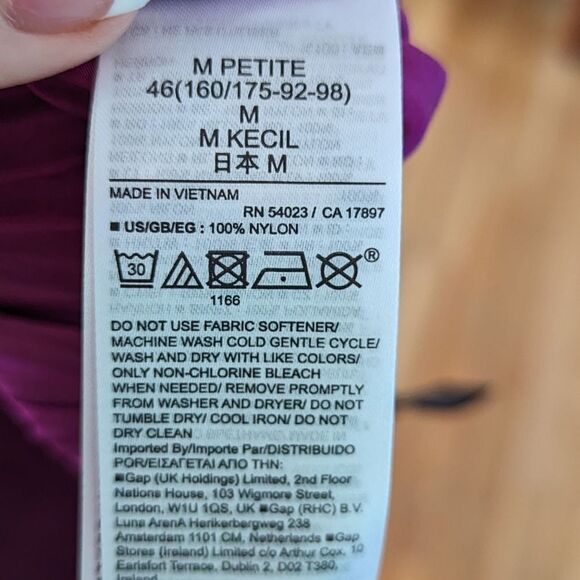 M PETITE
46(160/175-92-98)
M
M KECIL
日本 M
MADE IN VIETNAM
RN 54023 / CA 17897
■ US/GB/EG : 100% NYLON
30
®
1166
DO NOT USE FABRIC SOFTENER/
MACHINE WASH COLD GENTLE CYCLE/
WASH AND DRY WITH LIKE COLORS/
ONLY NON-CHLORINE BLEACH
WHEN NEEDED/ REMOVE PROMPTLY
FROM WASHER AND DRYER/ DO NOT
TUMBLE DRY/ COOL IRON/ DO NOT
DRY CLEAN
Imported By/Importe Par/DISTRIBUIDO
POR/ΕΙΣΑΓΕΤΑΙ ΑΠΟ ΤΗΝ:
■Gap (UK Holdings) Limited, 2nd Floor
Nations House, 103 Wigmore Street,
London, W1U 1QS, UK ■Gap (RHC) B.V.
Luna ArenA Herikerbergweg 238
Amsterdam 1101 CM, Netherlands ■Gap
Stores (Ireland) Limited c/o Arthur Cox, 10
Earlsfort Terrace, Dublin 2, D02 T380,
Ireland